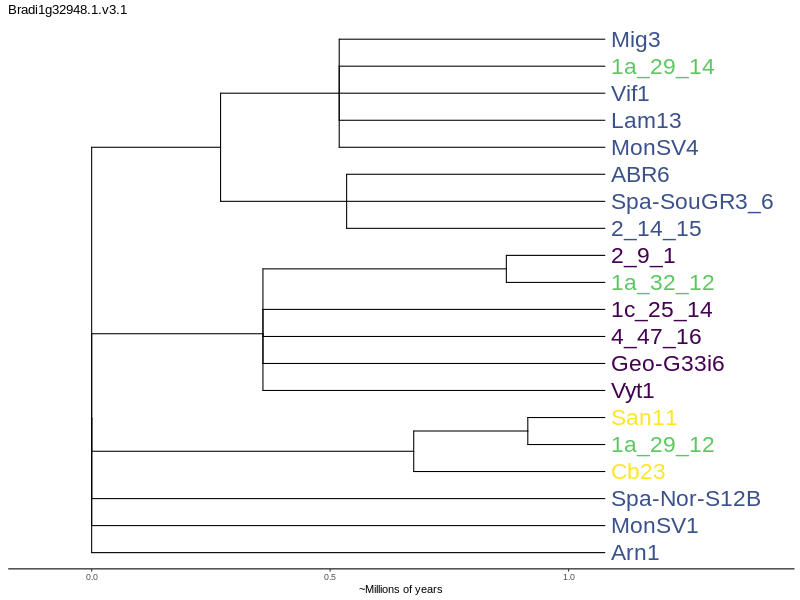 Bradi1g32948.1.v3.1
Mig3
1a_29_14
Vif1
Lam13
MonSV4
ABR6
Spa-SouGR3_6
2_14_15
2_9_1
1a_32_12
1c_25_14
4_47_16
Geo-G33i6
Vyt1
San11
1a_29_12
Cb23
Spa-Nor-S12B
MonSV1
Arn1
0.0 0.5 1.0
~Millions of years